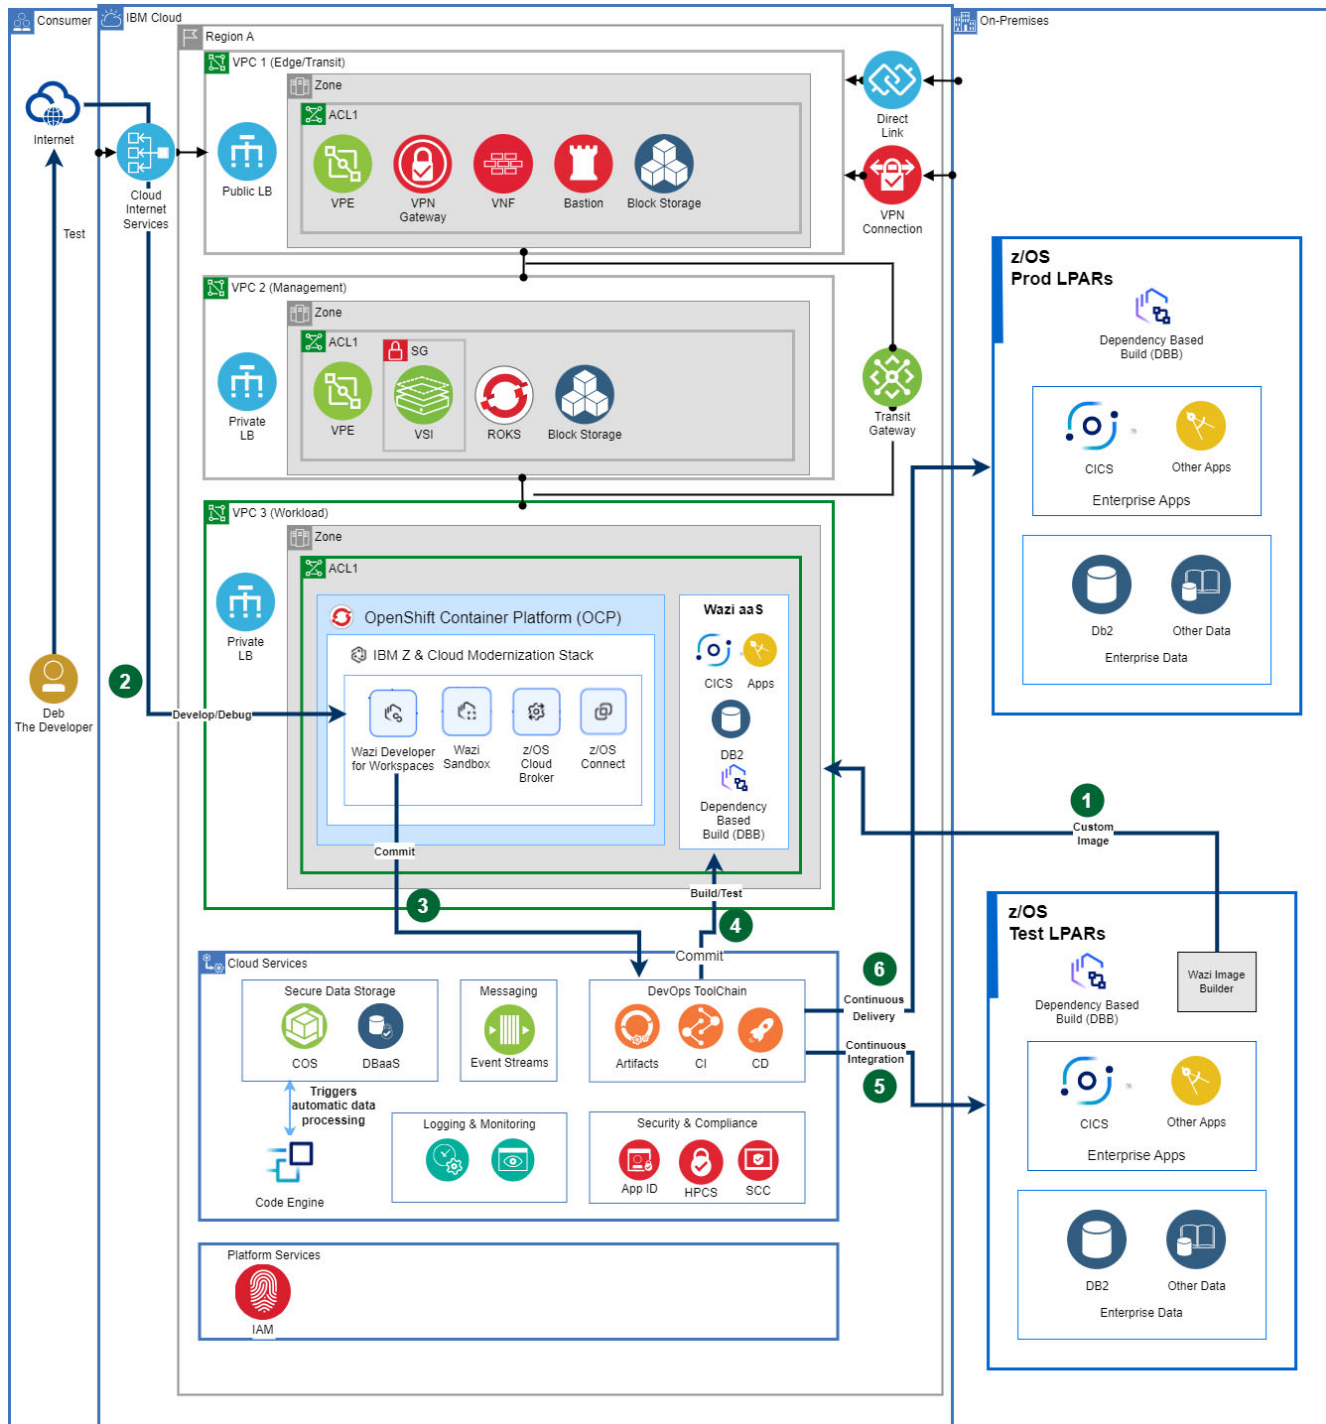 Consumer
IBM Cloud
On-Premises
Region A
VPC 1 (Edge/Transit)
Zone
ACL1
Internet
Cloud
Internet
Services
Public LB
VPE
VPN
Gateway
VNF
Bastion
Block Storage
Direct
Link
VPN
Connection
Test
VPC 2 (Management)
Zone
ACL1
SG
Private
LB
VPE
VSI
ROKS
Block Storage
Transit
Gateway
z/OS
Prod LPARs
Dependency Based
Build (DBB)
CICS
Other Apps
Enterprise Apps
Db2
Other Data
Enterprise Data
VPC 3 (Workload)
Zone
ACL1
Private
LB
OpenShift Container Platform (OCP)
IBM Z & Cloud Modernization Stack
Wazi Developer
for Workspaces
Wazi
Sandbox
z/OS
Cloud
Broker
z/OS
Connect
Wazi aaS
CICS
Apps
DB2
Dependency
Based
Build (DBB)
Deb
The Developer
2
Develop/Debug
1
Custom
Image
Commit
3
Build/Test
4
Commit
Cloud Services
Secure Data Storage
COS
DBaaS
Messaging
Event Streams
DevOps ToolChain
Artifacts
CI
CD
6
Continuous
Delivery
Continuous
Integration
5
Triggers
automatic data
processing
Code Engine
Logging & Monitoring
Security & Compliance
App ID
HPCS
SCC
Platform Services
IAM
z/OS
Test LPARs
Dependency Based
Build (DBB)
Wazi Image
Builder
CICS
Other Apps
Enterprise Apps
DB2
Other Data
Enterprise Data